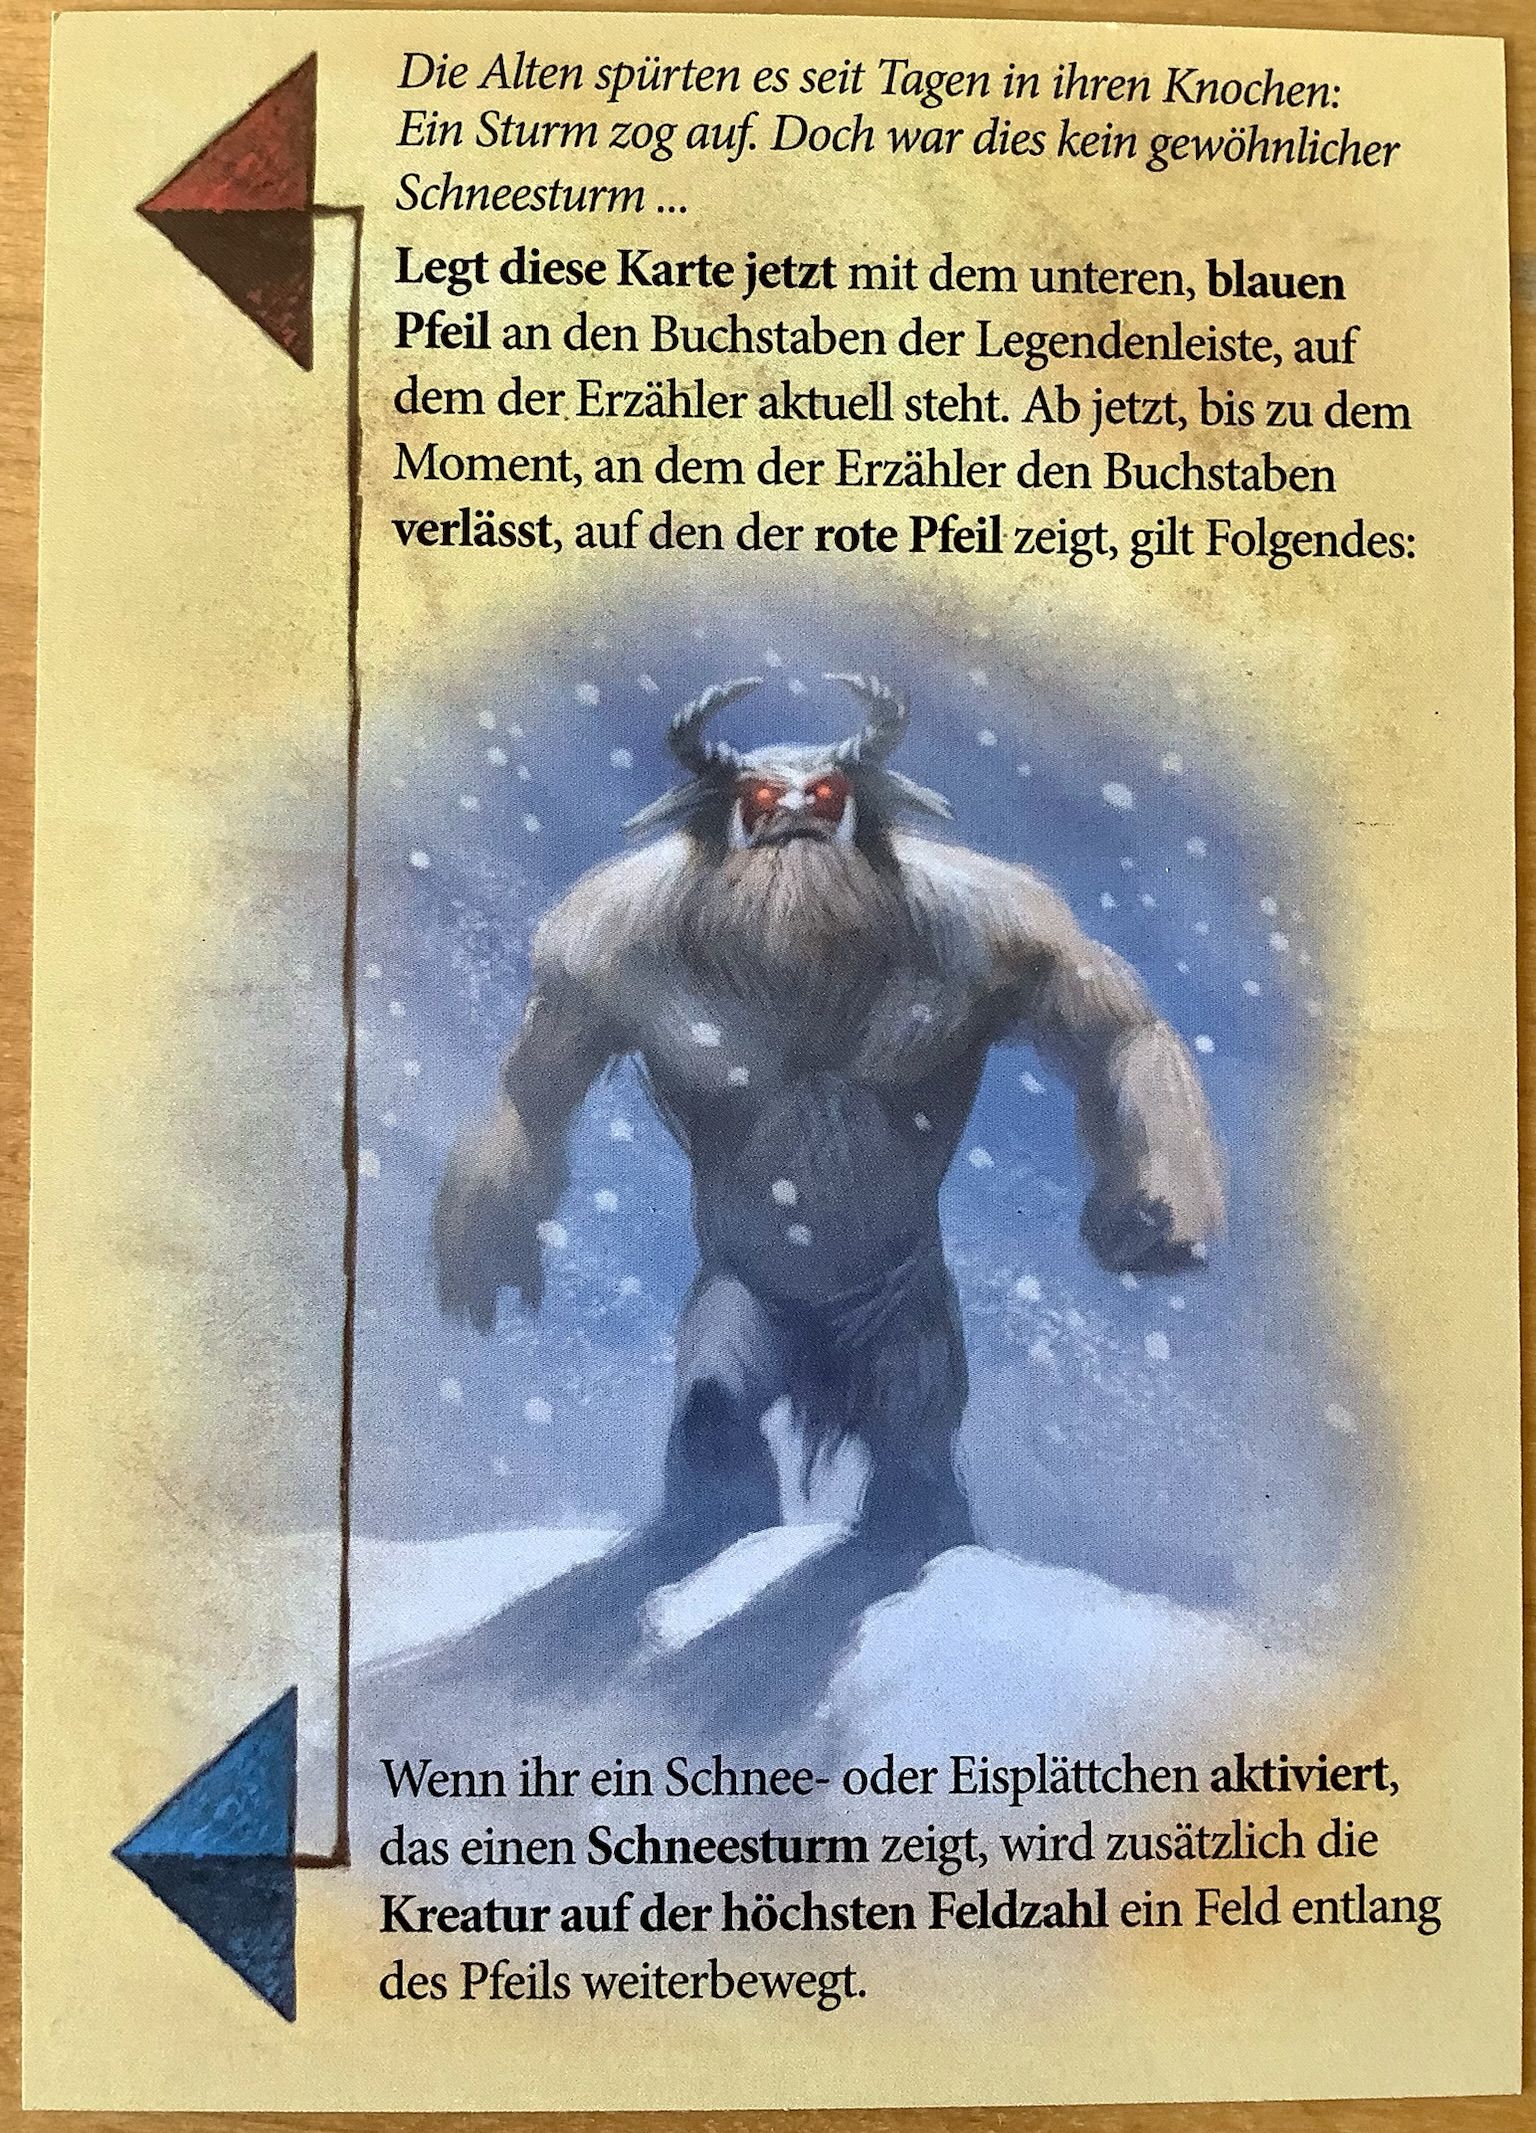 Die Alten spürten es seit Tagen in ihren Knochen:
Ein Sturm zog auf. Doch war dies kein gewöhnlicher
Schneesturm ...
Legt diese Karte jetzt mit dem unteren, blauen
Pfeil an den Buchstaben der Legendenleiste, auf
dem der Erzähler aktuell steht. Ab jetzt, bis zu dem
Moment, an dem der Erzähler den Buchstaben
verlässt, auf den der rote Pfeil zeigt, gilt Folgendes:
Wenn ihr ein Schnee- oder Eisplättchen aktiviert,
das einen Schneesturm zeigt, wird zusätzlich die
Kreatur auf der höchsten Feldzahl ein Feld entlang
des Pfeils weiterbewegt.